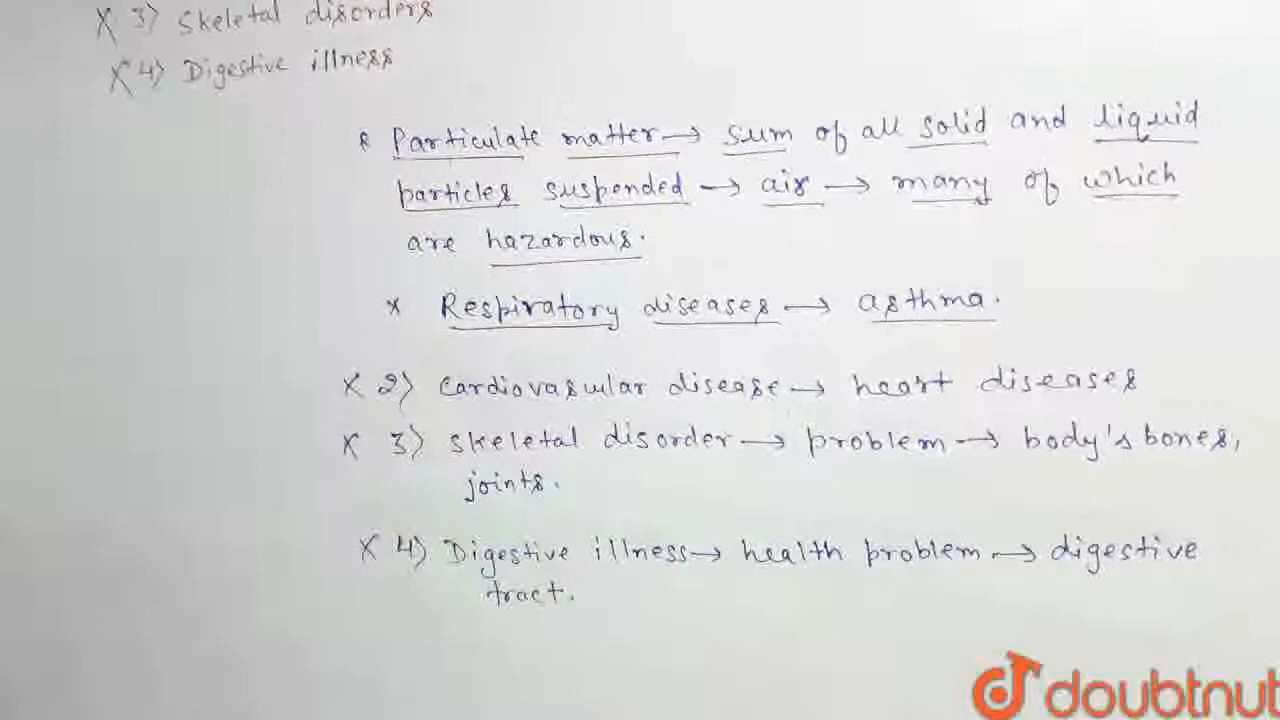 X 3) Skeletal disorders
X 4) Digestive illness
* Particulate matter → sum of all solid and liquid
particles suspended → air → many of which
are hazardous.
* Respiratory diseases → asthma.
X 2) Cardiovascular disease → heart diseases
X 3) Skeletal disorder → problem → body's bones,
joints.
X 4) Digestive illness → health problem → digestive
tract.
doubtnut